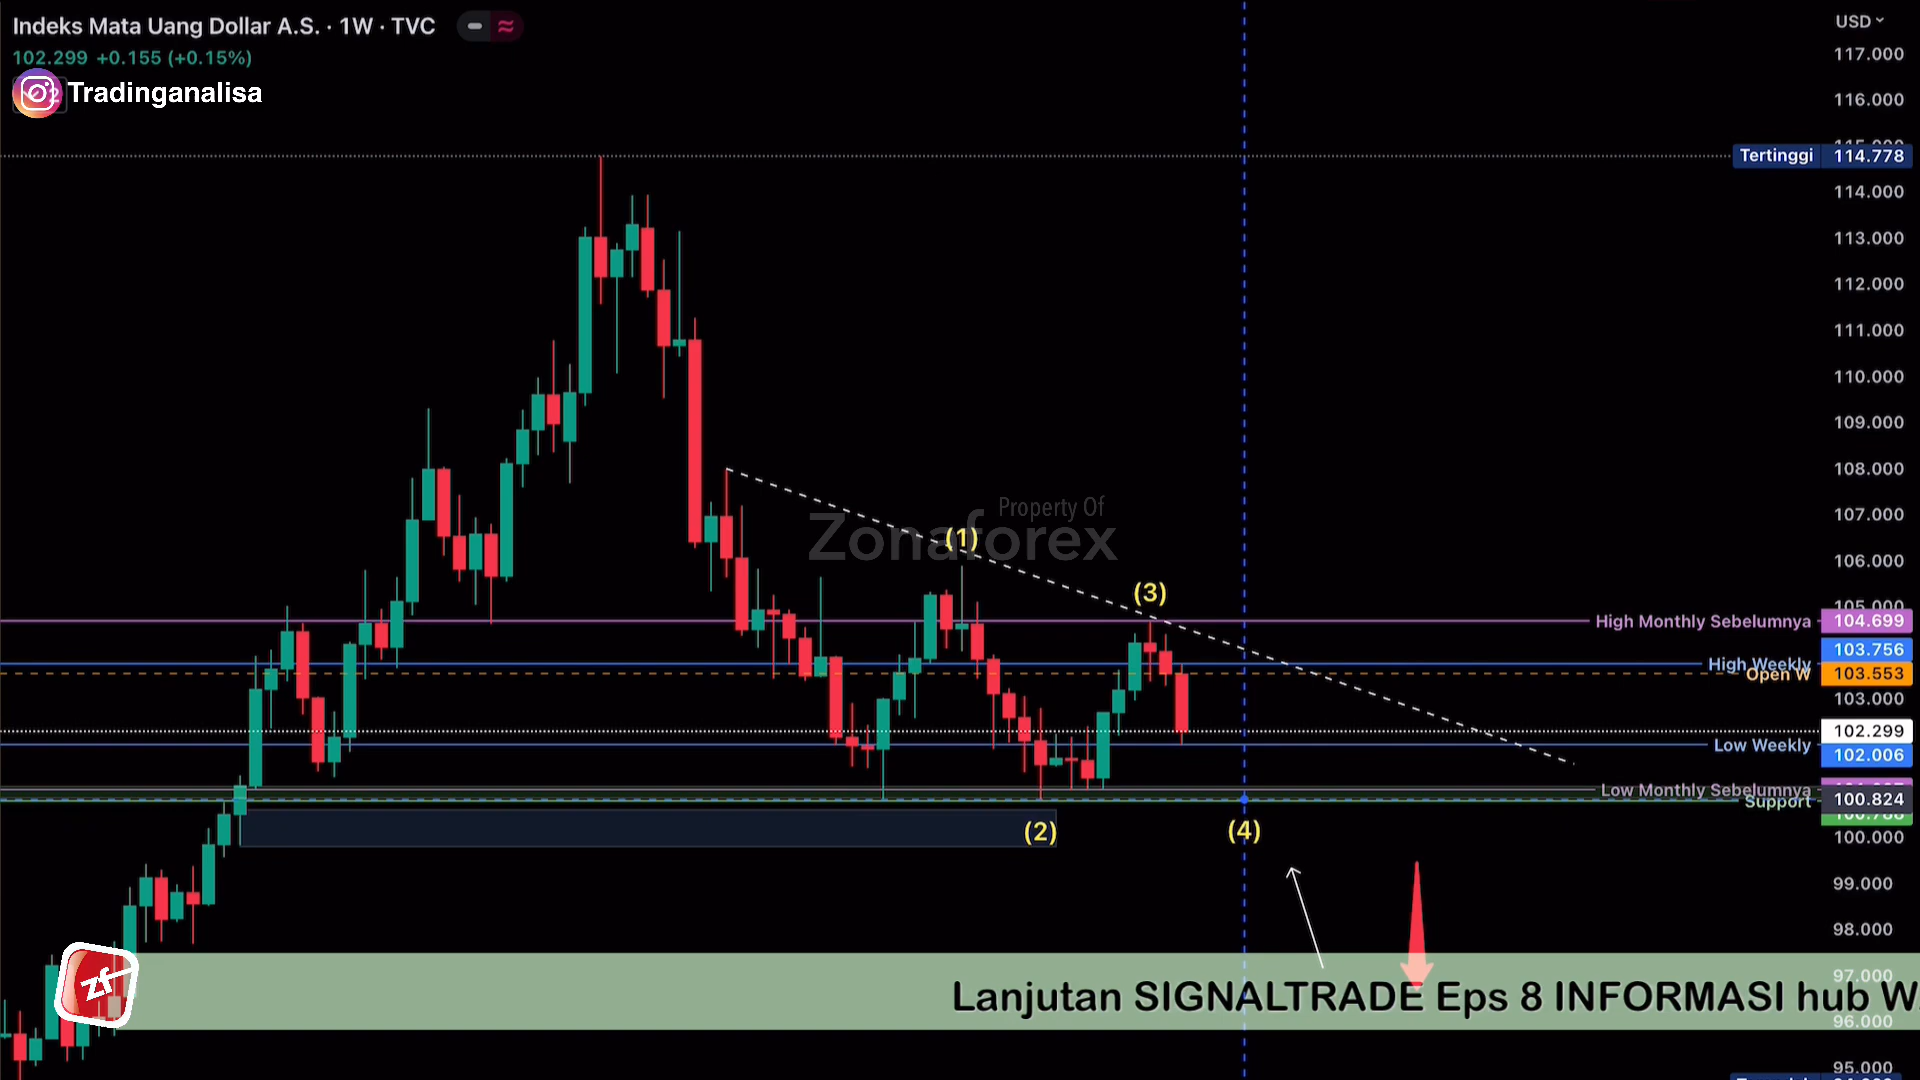 Indeks Mata Uang Dollar A.S. · 1W · TVC
USD
102.299 +0.155 (+0.15%)
Tradinganalisa
117.000
116.000
Tertinggi 114.778
114.000
113.000
112.000
111.000
110.000
109.000
108.000
107.000
Property Of
Zonaforex
(1)
106.000
(3)
105.000
High Monthly Sebelumnya 104.699
103.756
High Weekly
Open W 103.553
103.000
102.299
Low Weekly
102.006
Low Monthly Sebelumnya
Support 100.824
(2)
(4)
100.000
99.000
98.000
97.000
zf
Lanjutan SIGNALTRADE Eps 8 INFORMASI hub W
96.000
95.000